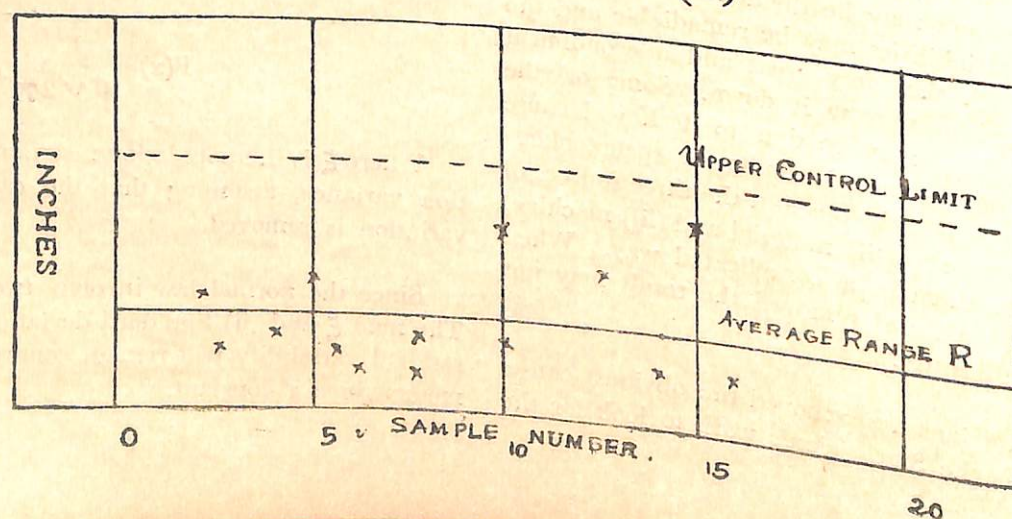 INCHES
UPPER CONTROL LIMIT
AVERAGE RANGE R
0
5
SAMPLE NUMBER.
10
15
20